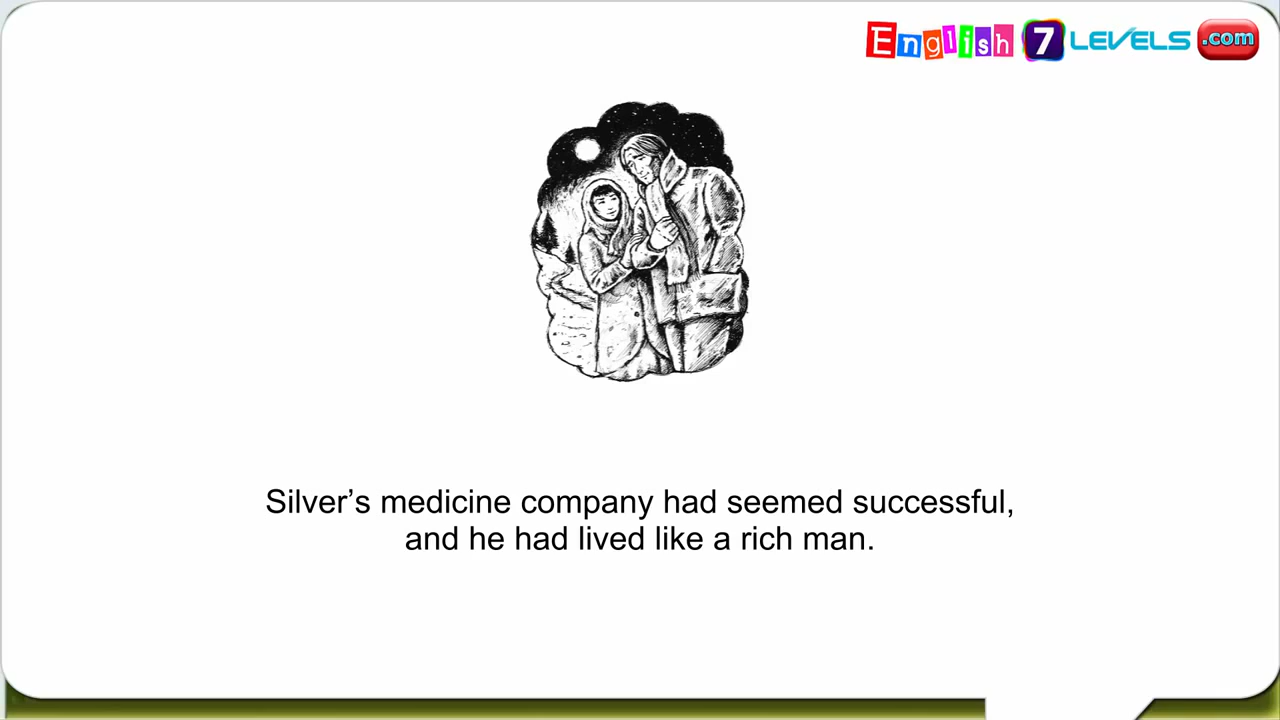 English 7 LEVELS .com
Silver’s medicine company had seemed successful,
and he had lived like a rich man.